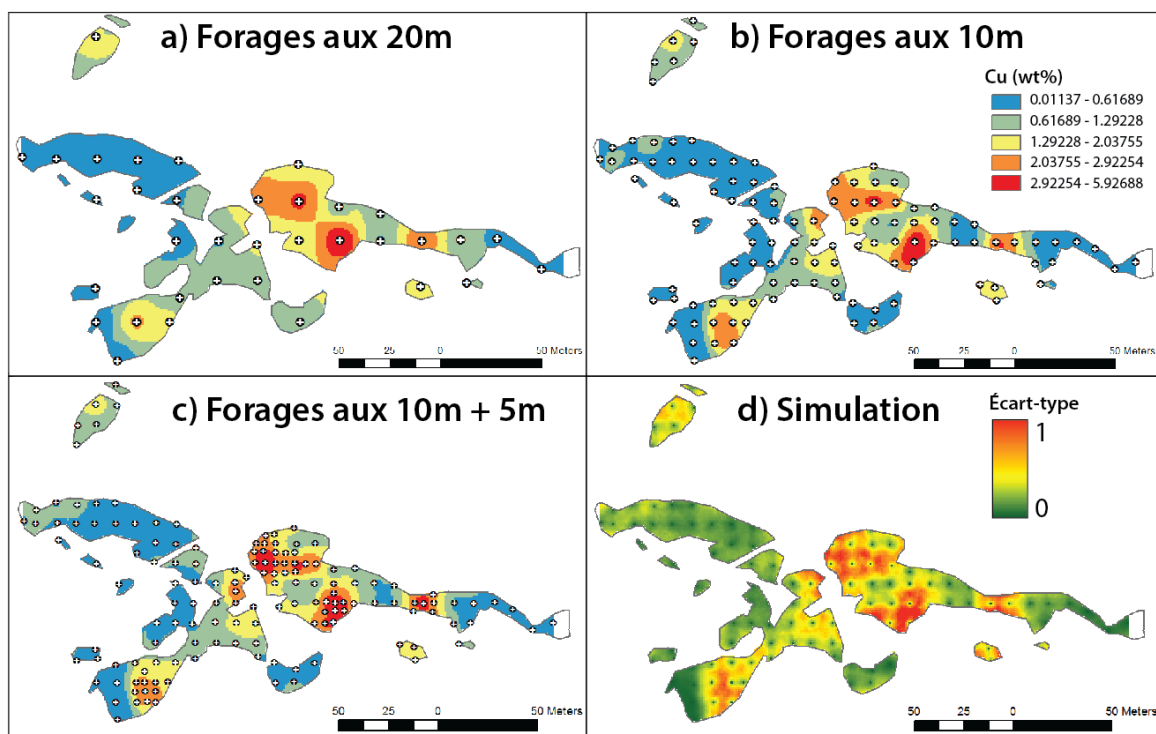 a) Forages aux 20m
50 25 0 50 Meters
b) Forages aux 10m
Cu (wt%)
0.01137 - 0.61689
0.61689 - 1.29228
1.29228 - 2.03755
2.03755 - 2.92254
2.92254 - 5.92688
50 25 0 50 Meters
c) Forages aux 10m + 5m
50 25 0 50 Meters
d) Simulation
Écart-type
1
0
50 25 0 50 Meters